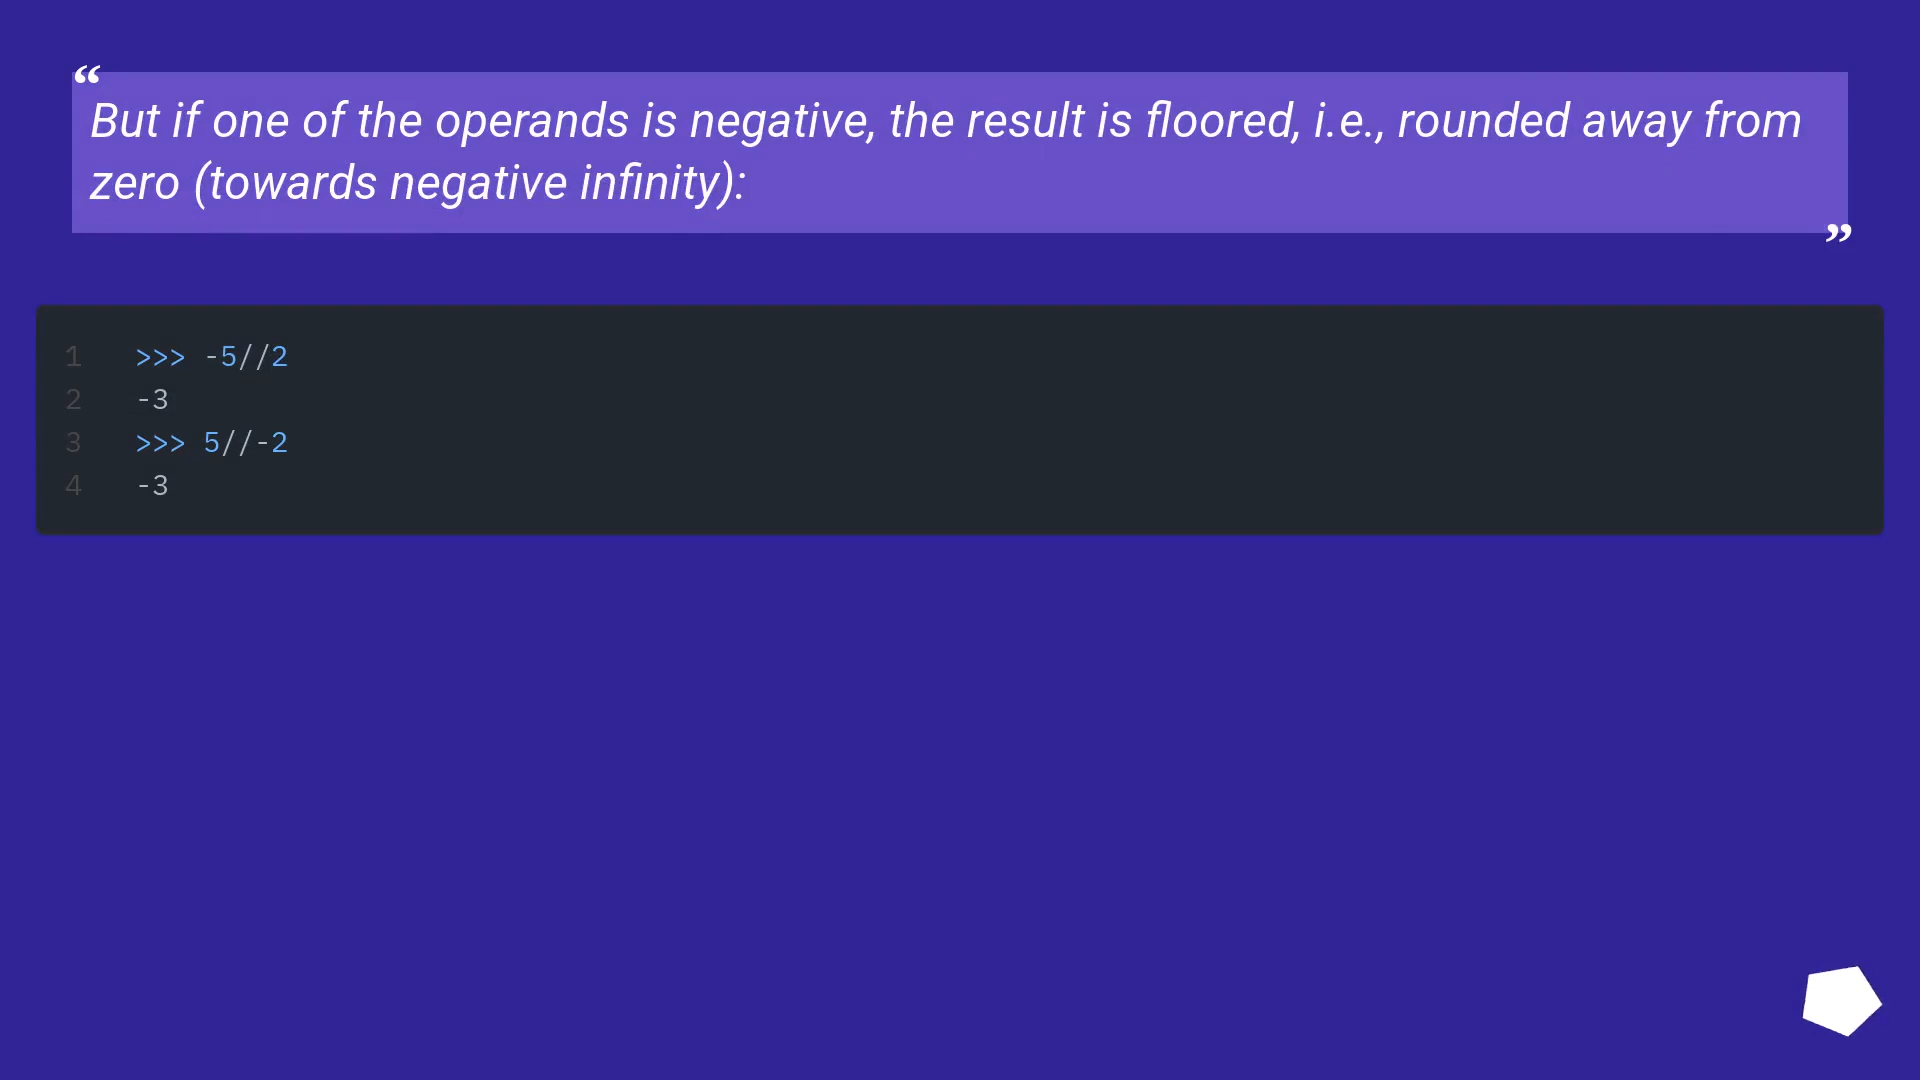 “
But if one of the operands is negative, the result is floored, i.e., rounded away from
zero (towards negative infinity):
”
1 >>> -5//2
2 -3
3 >>> 5//-2
4 -3